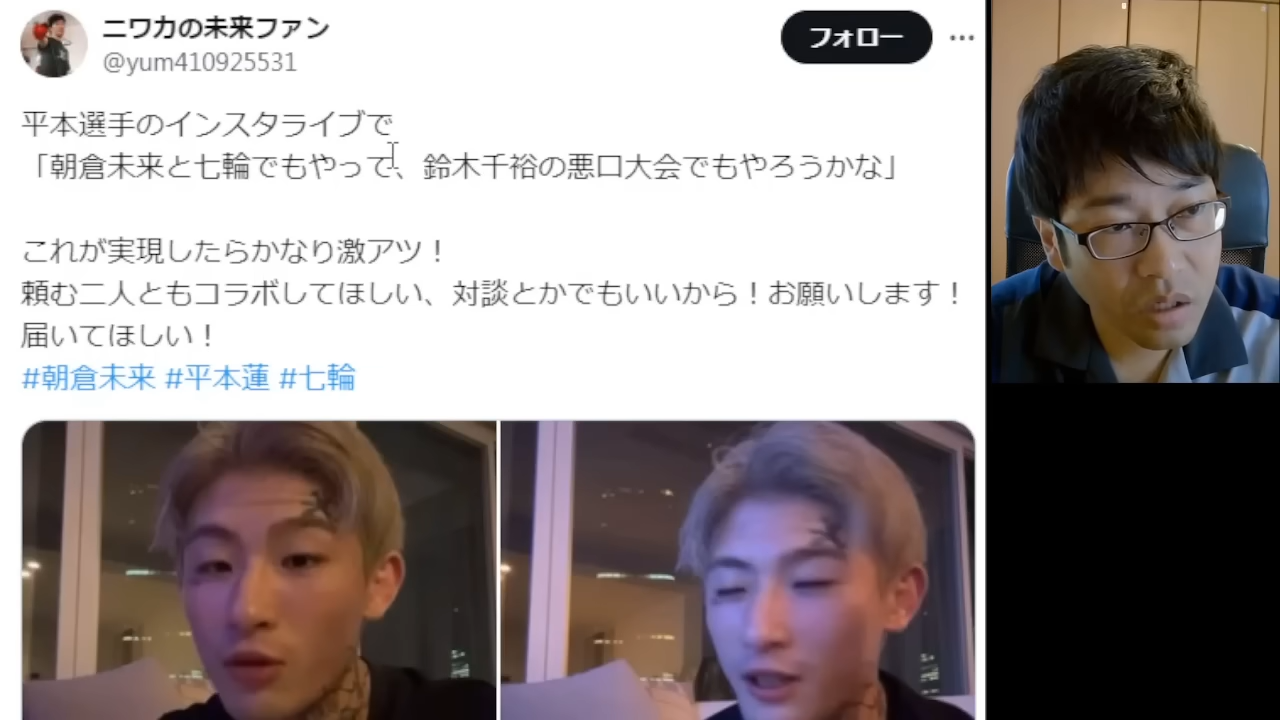 ニワカの未来ファン
フォロー
@yum410925531
平本選手のインスタライブで
「朝倉未来と七輪でもやって、鈴木千裕の悪口大会でもやろうかな」
これが実現したらかなり激アツ！
頼む二人ともコラボしてほしい、対談とかでもいいから！お願いします！
届いてほしい！
#朝倉未来 #平本蓮 #七輪